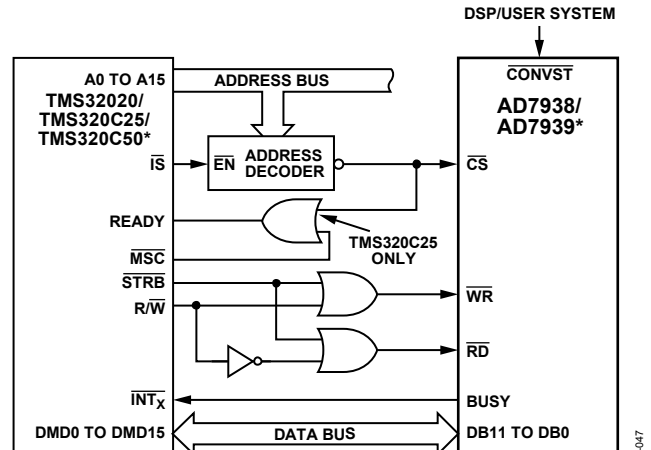 DSP/USER SYSTEM
A0 TO A15
ADDRESS BUS
CONVST
TMS32020/
TMS320C25/
TMS320C50*
AD7938/
AD7939*
IS
EN
ADDRESS
DECODER
CS
READY
TMS320C25
ONLY
MSC
STRB
R/W
WR
RD
INTX
BUSY
DMD0 TO DMD15
DATA BUS
DB11 TO DB0
-047